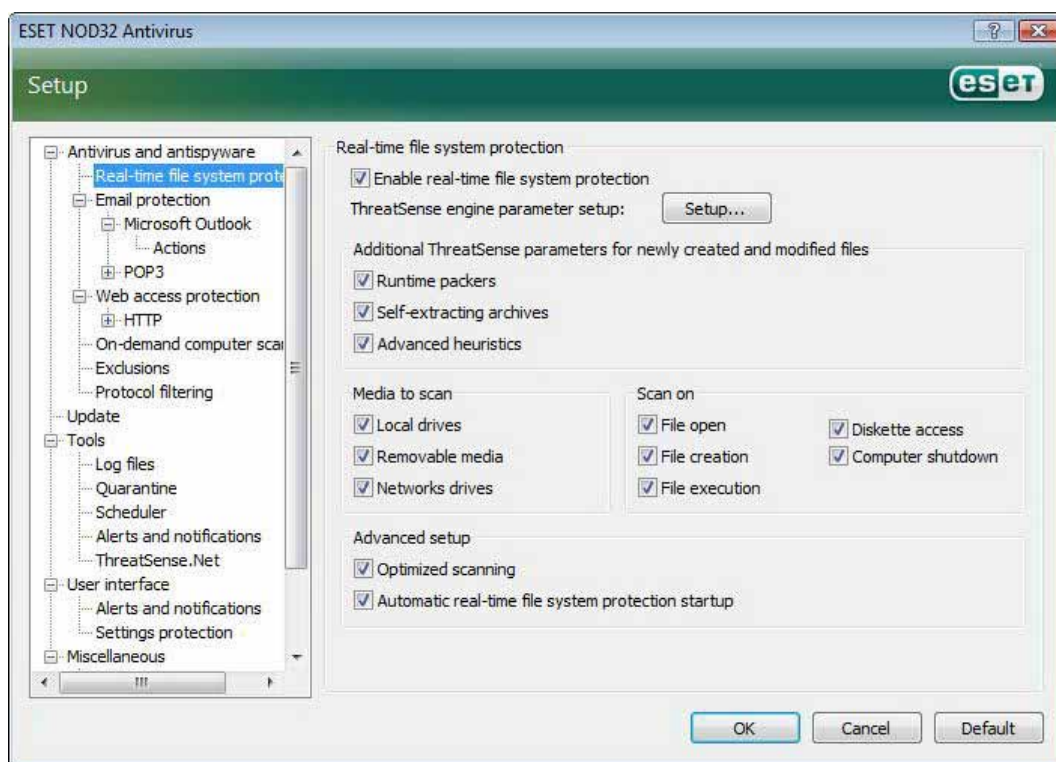 ESET NOD32 Antivirus
Setup
eseT
Antivirus and antispyware
Real-time file system prote
Email protection
Microsoft Outlook
Actions
POP3
Web access protection
HTTP
On-demand computer scan
Exclusions
Protocol filtering
Update
Tools
Log files
Quarantine
Scheduler
Alerts and notifications
ThreatSense.Net
User interface
Alerts and notifications
Settings protection
Miscellaneous
Real-time file system protection
Enable real-time file system protection
ThreatSense engine parameter setup: Setup...
Additional ThreatSense parameters for newly created and modified files
Runtime packers
Self-extracting archives
Advanced heuristics
Media to scan
Local drives
Removable media
Networks drives
Scan on
File open
File creation
File execution
Diskette access
Computer shutdown
Advanced setup
Optimized scanning
Automatic real-time file system protection startup
OK Cancel Default